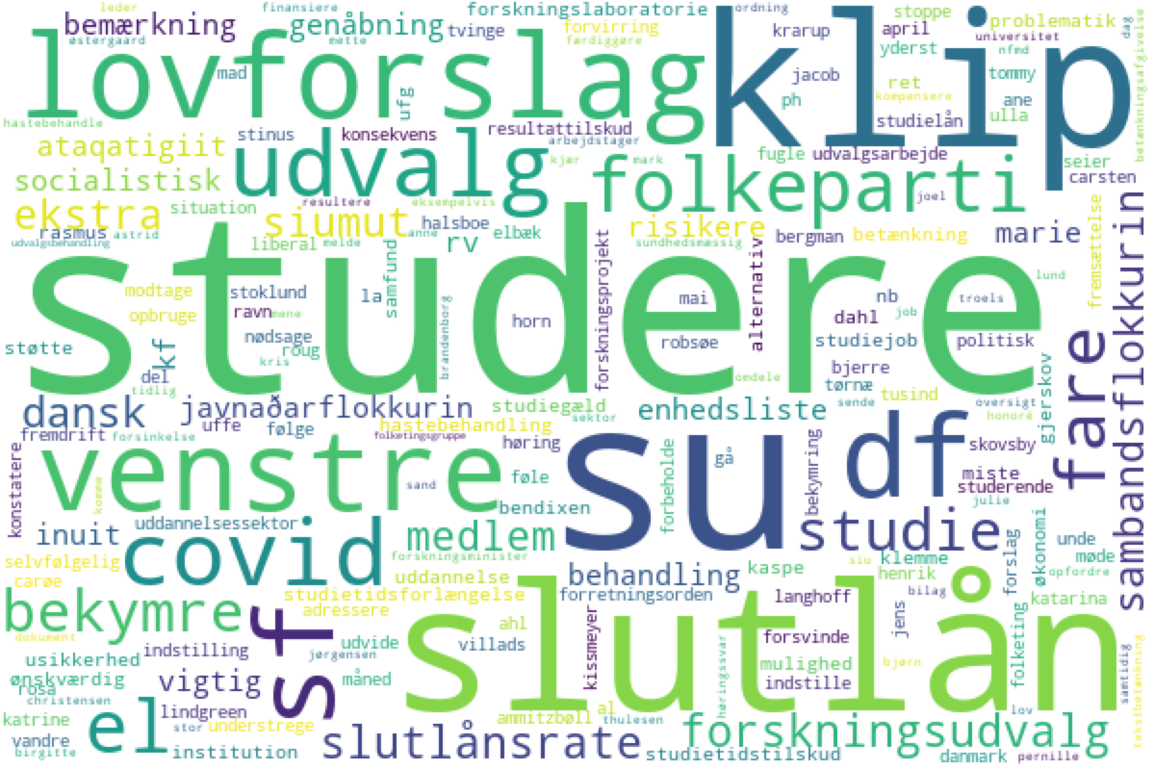 leder finansiere forskningslaboratorie ordning stoppe
bemærkning genåbning tvinge forvirring krarup april problematik
østergaard mette færdiggøre universitet
lovforslag klip
mad ufg jacob yderst nfmd tommy dag
ph ret ane
kompensere ulla
hastebehandle stinus konsekvens resultattilskud studielån betænkningsafgivelse
arbejdstager
ataqatigiit udvalg kjær mark fugle udvalgsarbejde seier
socialistisk folkeparti carsten
resultere eksempelvis joel
ekstra situation siumut halsboe risikere
rasmus astrid liberal melde anne rv elbæk sundhedsmæssig bergman betænkning marie
udvalgsbehandling
studere
samfund forskningsprojekt alternativ fremsættelse sambandsflokkurin
modtage stoklund la mai nb troels lund
opbruge ravn mene horn dahl job
støtte kf nødsage brandenborg robsøe studiejob politisk
roug
del kris bjerre fare
tidlig omdele tørnæ tusind gjerskov
dansk javnaðarflokkurin studiegæld enhedsliste sende oversigt
sektor honoré
uffe følge hastebehandling
fremdrift forsinkelse folketingsgruppe høring su df skovsby
konstatere venstre føle forbeholde gå bekymring miste
komme sand studerende
bendixen julie
inuit uddannelsessektor medlem studie økonomi
covid unde
forskningsminister siu klemme forslag møde
selvfølgelig uddannelse behandling kaspe henrik opfordre
carøe studietidsforlængelse forretningsorden langhoff bilag
bekymre sf adressere slutlån jens katarina
ahl
dokument udvide villads kissmeyer forsvinde folketing
indstilling jørgensen bjørn samtidig
usikkerhed mulighed
ønskværdig vigtig måned indstille
rosa høringssvar tekstbetænkning
christensen lindgreen al lov
katrine el understrege ammitzbøll thulesen forskningsudvalg
stor
vandre slutlånsrate
birgitte institution studietidstilskud danmark pernille